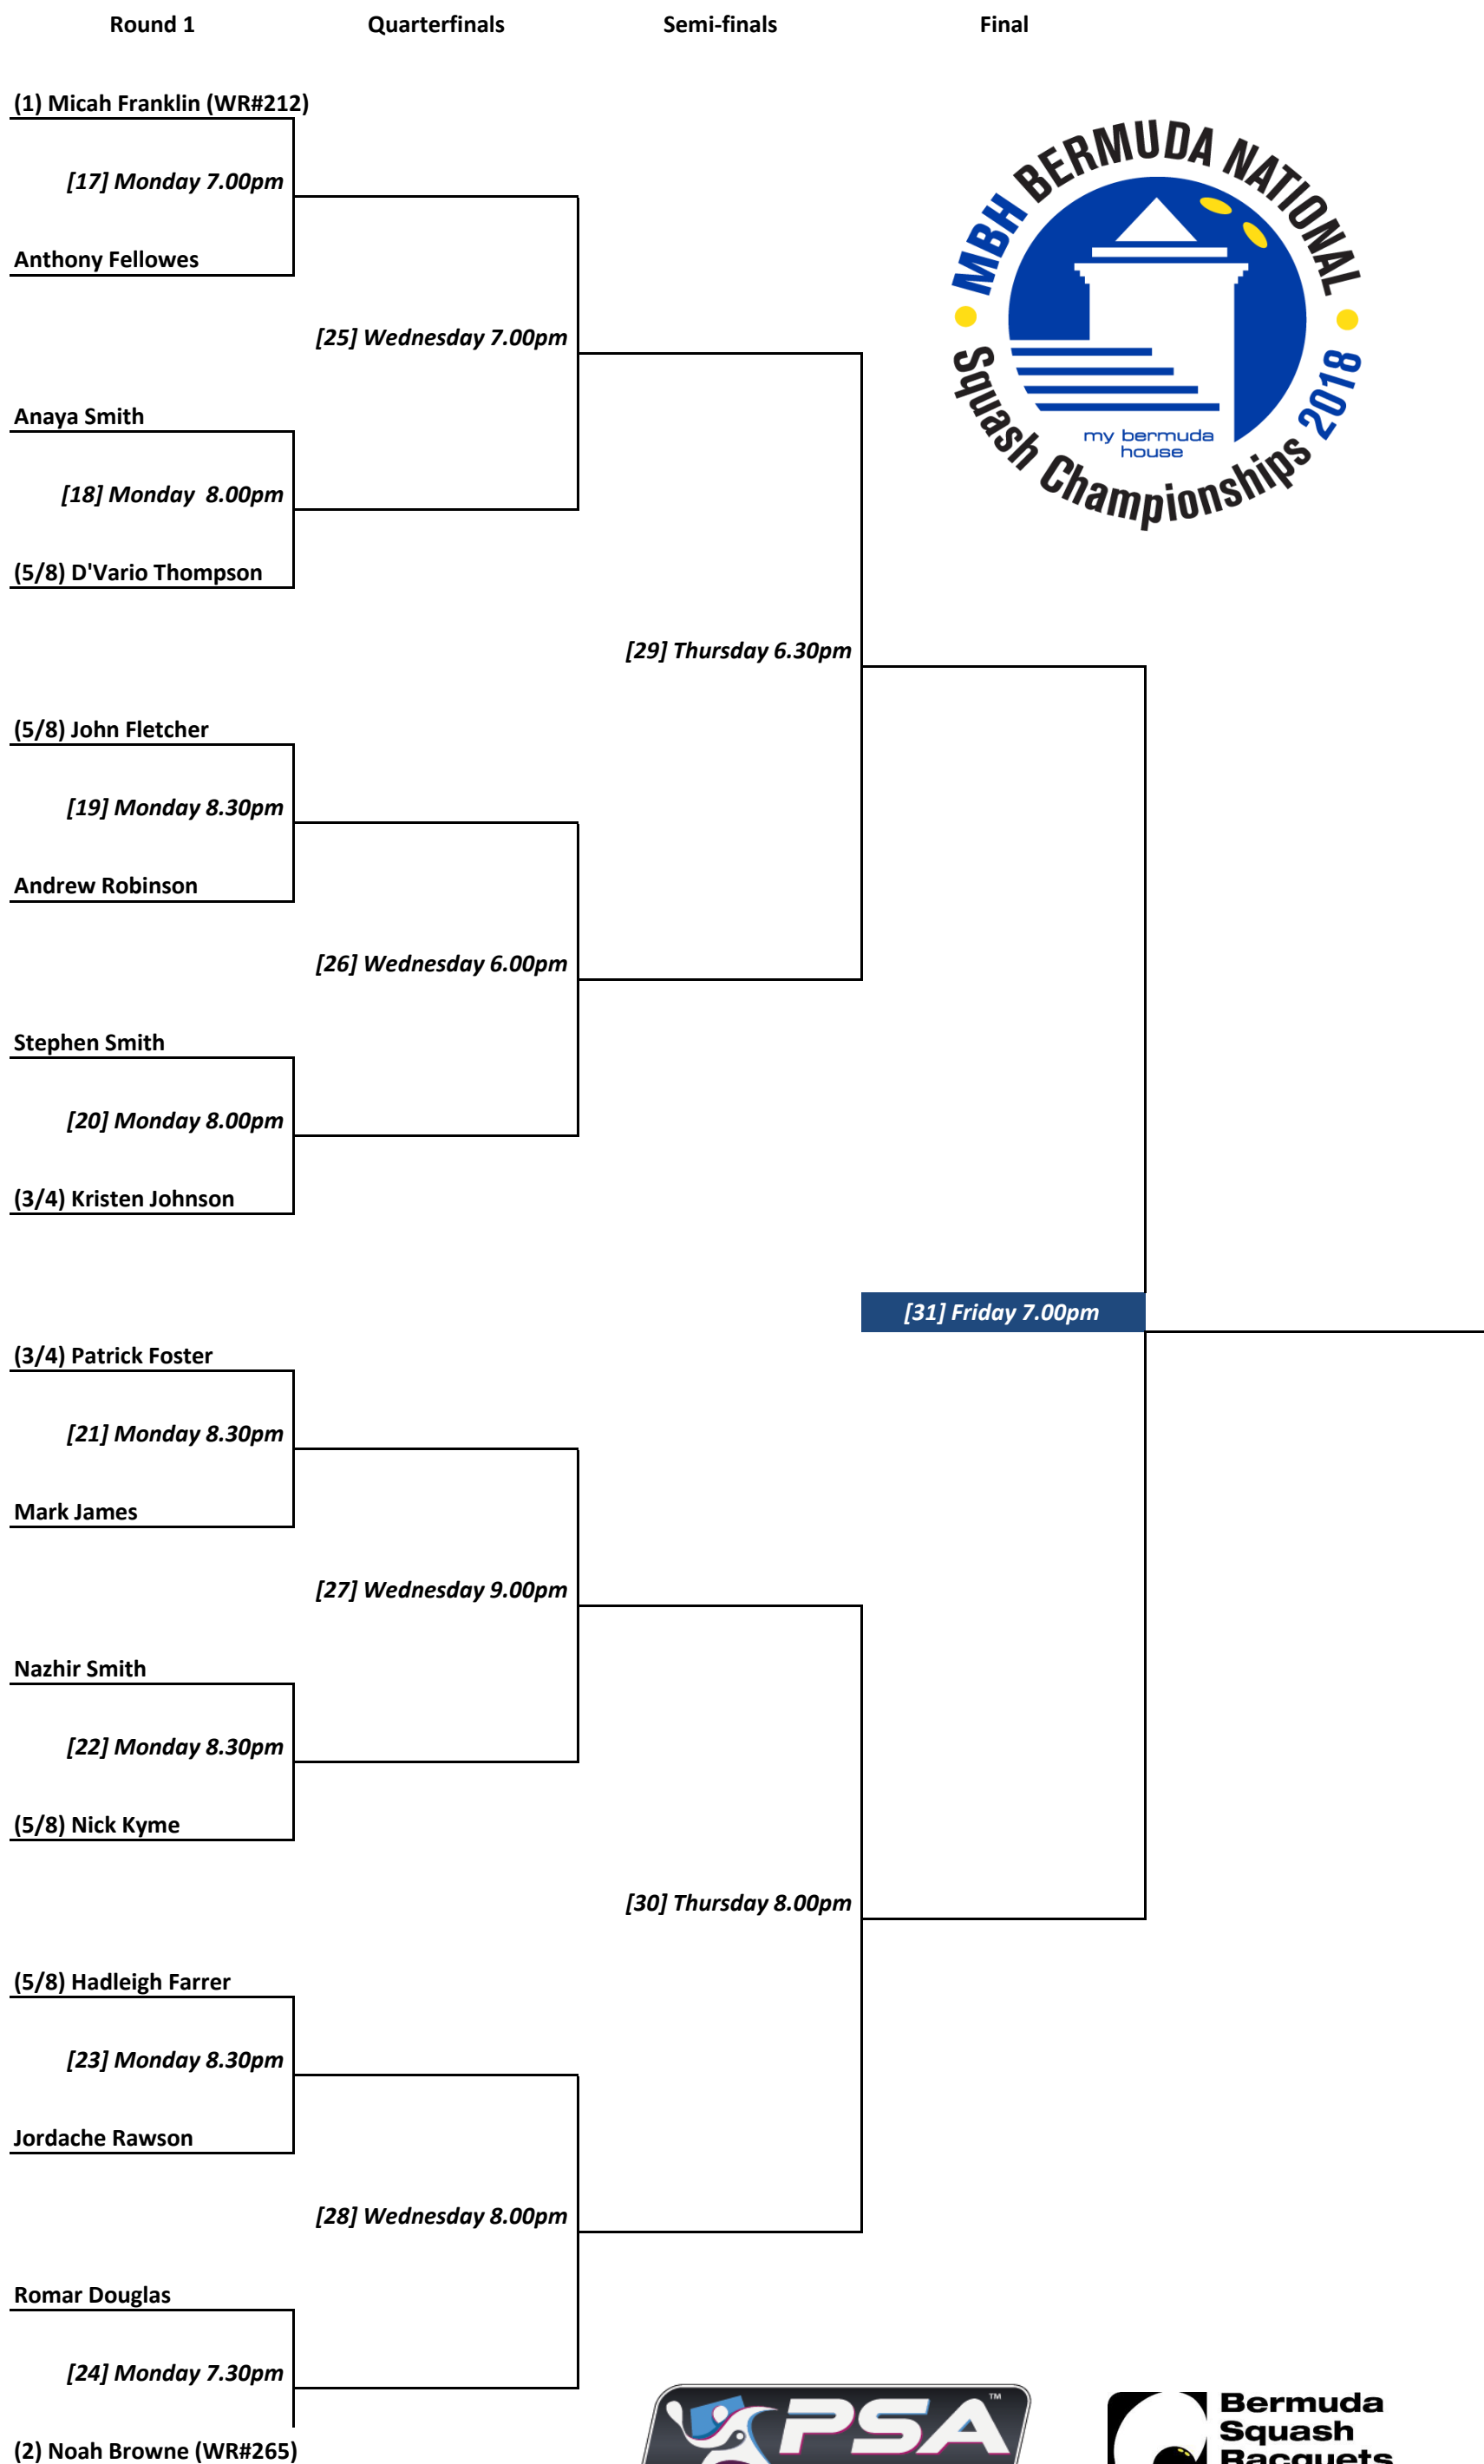 Round 1 Quarterfinals Semi-finals Final
(1) Micah Franklin (WR#212)
[17] Monday 7.00pm
Anthony Fellowes
[25] Wednesday 7.00pm
Anaya Smith
[18] Monday  8.00pm
(5/8) D'Vario Thompson
[29] Thursday 6.30pm
(5/8) John Fletcher
[19] Monday 8.30pm
Andrew Robinson
[26] Wednesday 6.00pm
Stephen Smith
[20] Monday 8.00pm
(3/4) Kristen Johnson
[31] Friday 7.00pm
(3/4) Patrick Foster
[21] Monday 8.30pm
Mark James
[27] Wednesday 9.00pm
Nazhir Smith
[22] Monday 8.30pm
(5/8) Nick Kyme
[30] Thursday 8.00pm
(5/8) Hadleigh Farrer
[23] Monday 8.30pm
Jordache Rawson
[28] Wednesday 8.00pm
Romar Douglas
[24] Monday 7.30pm
(2) Noah Browne (WR#265)
MBH BERMUDA NATIONAL
Squash Championships 2018
my bermuda
house
PSA™
Bermuda
Squash
Racquets